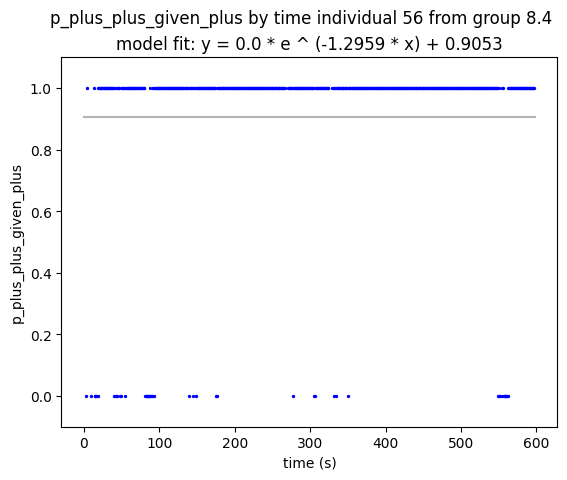 p_plus_plus_given_plus by time individual 56 from group 8.4
model fit: y = 0.0 * e ^ (-1.2959 * x) + 0.9053
p_plus_plus_given_plus
1.0
0.8
0.6
0.4
0.2
0.0
0 100 200 300 400 500 600
time (s)